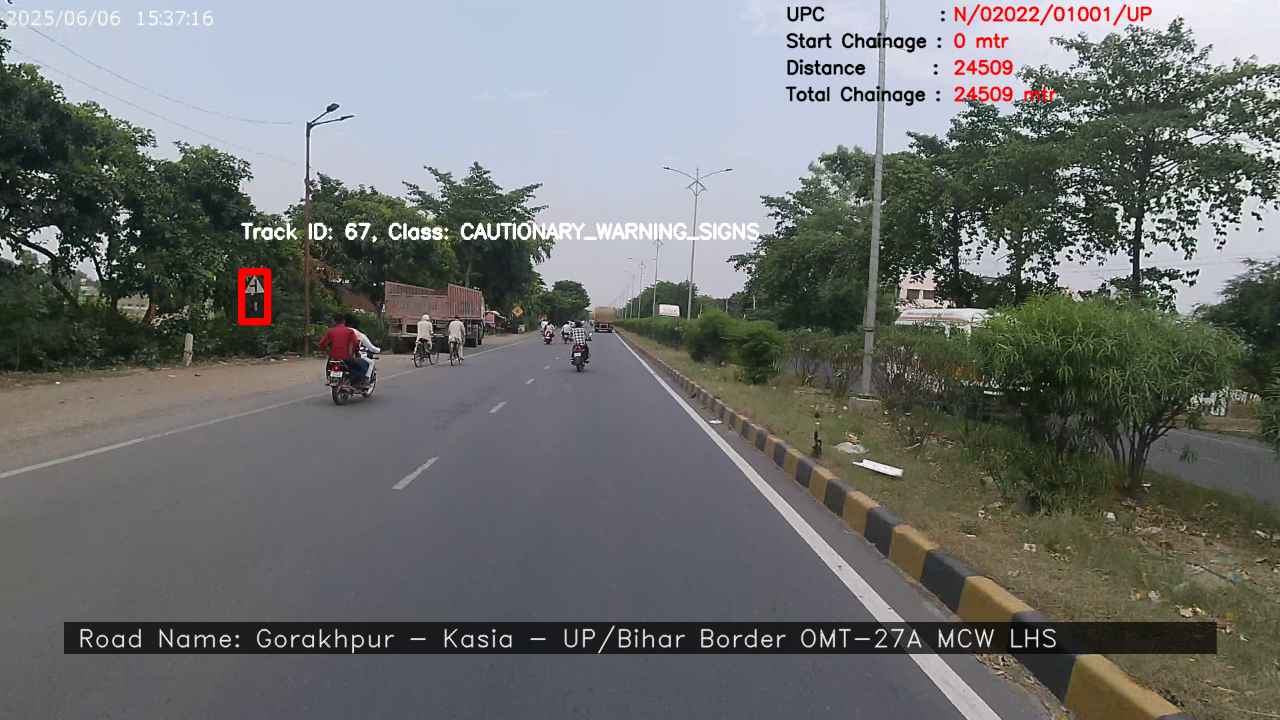 2025/06/06 15:37:16
UPC : N/02022/01001/UP
Start Chainage : 0 mtr
Distance : 24509
Total Chainage : 24509 mtr
Track ID: 67, Class: CAUTIONARY_WARNING_SIGNS
Road Name: Gorakhpur - Kasia - UP/Bihar Border OMT-27A MCW LHS